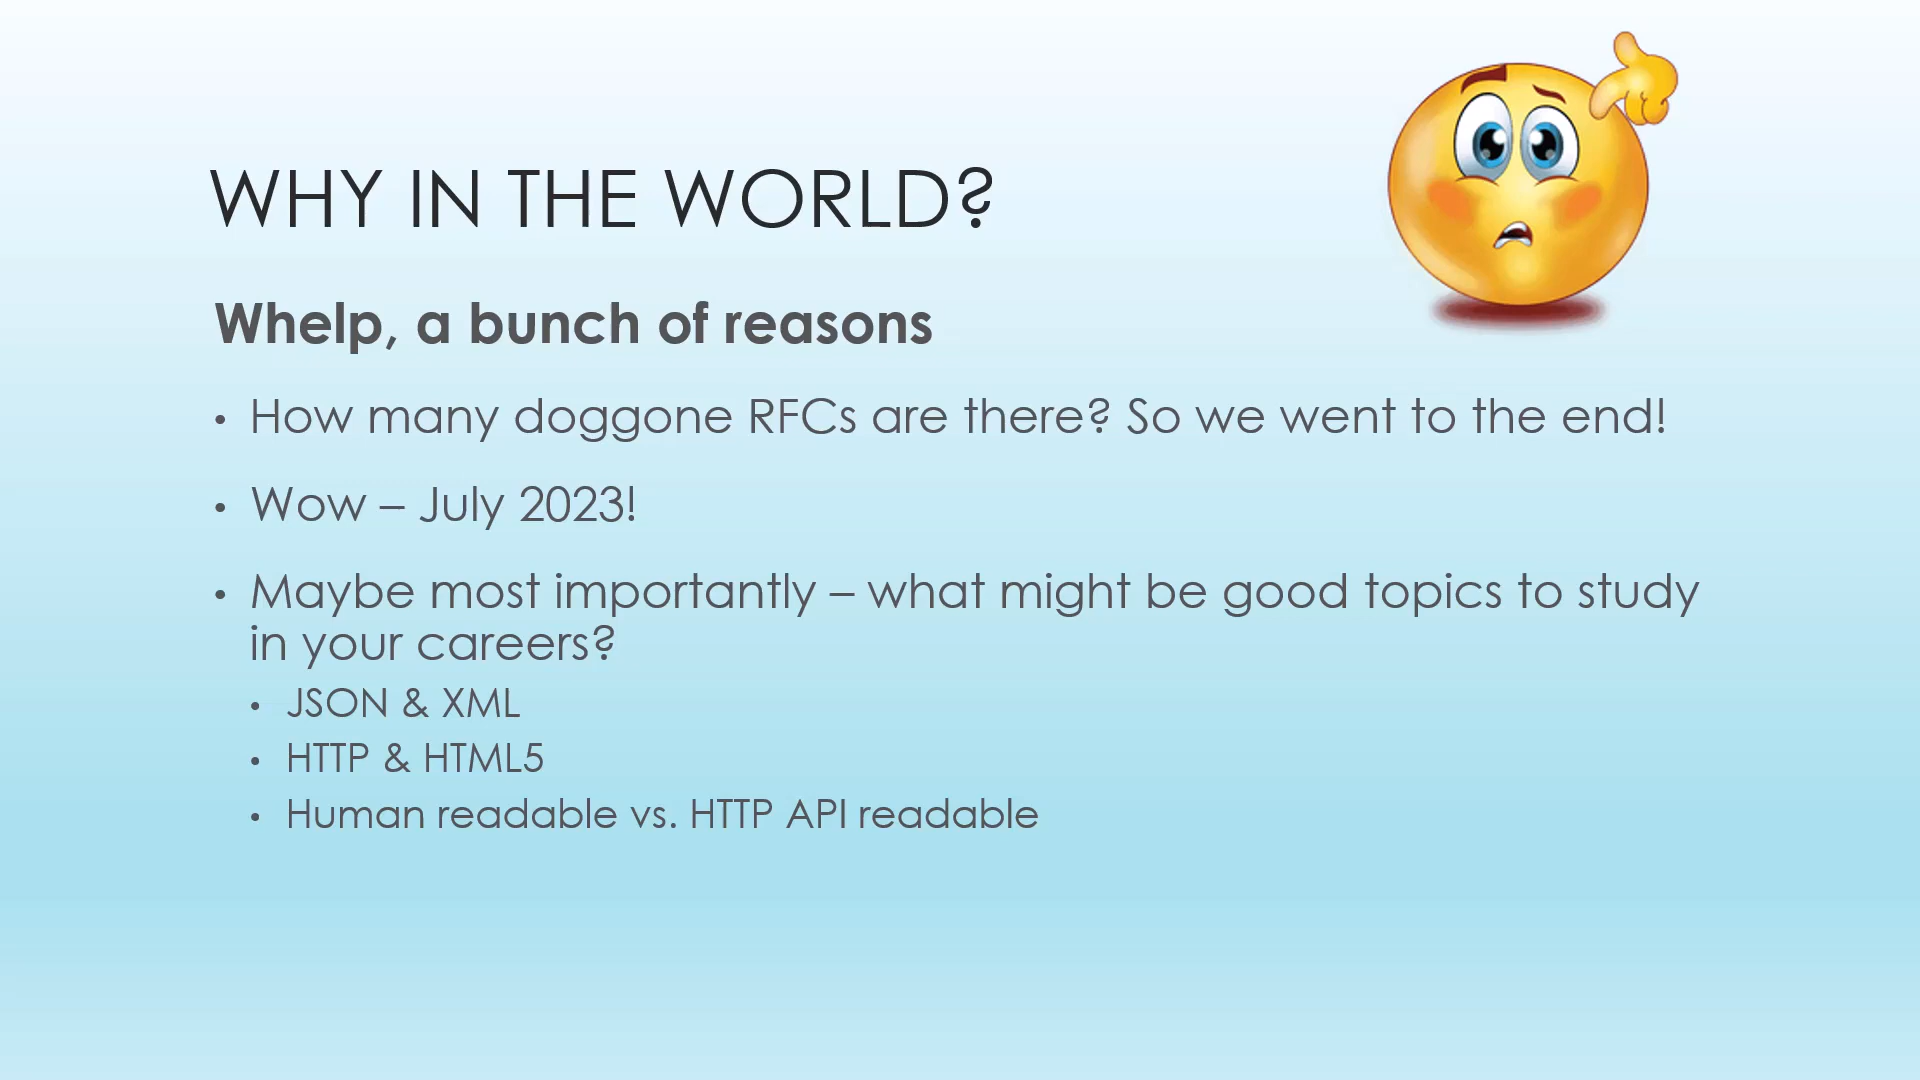 WHY IN THE WORLD?
Whelp, a bunch of reasons
• How many doggone RFCs are there? So we went to the end!
• Wow – July 2023!
• Maybe most importantly – what might be good topics to study
in your careers?
• JSON & XML
• HTTP & HTML5
• Human readable vs. HTTP API readable